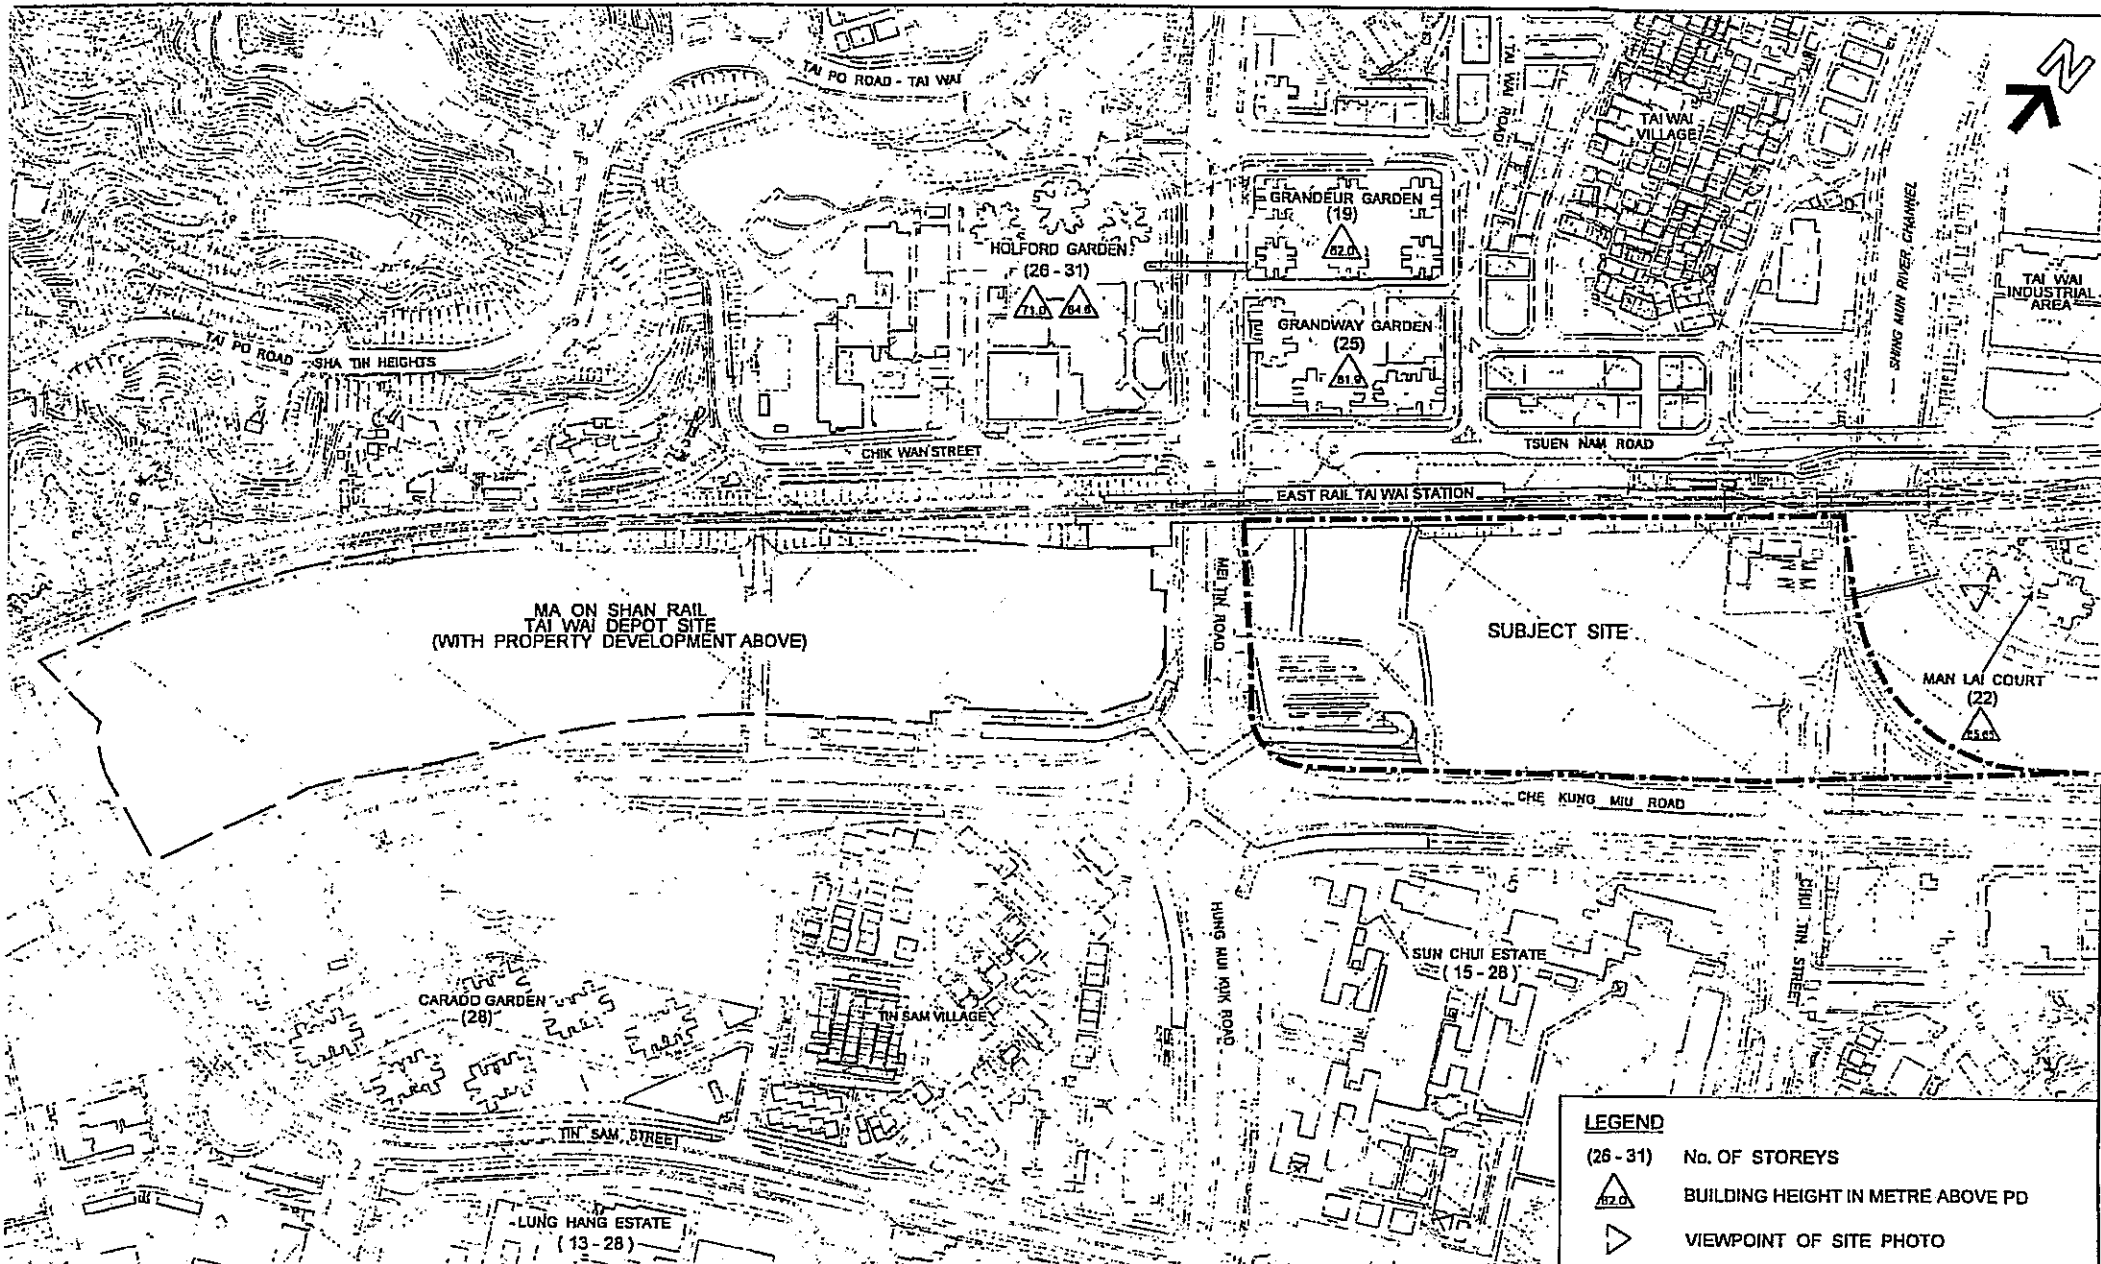 N
TAI PO ROAD - TAI WAI
TAI WAI ROAD
TAI WAI
VILLAGE
GRANDEUR GARDEN
(19)
62.0
HOLFORD GARDEN
(26 - 31)
71.0
GRANDWAY GARDEN
(25)
81.9
SHING MUN RIVER CHANNEL
TAI WAI
INDUSTRIAL
AREA
TAI PO ROAD
SHA TIN HEIGHTS
CHIK WAN STREET
TSUEN NAM ROAD
EAST RAIL TAI WAI STATION
MA ON SHAN RAIL
TAI WAI DEPOT SITE
(WITH PROPERTY DEVELOPMENT ABOVE)
MEI TIN ROAD
SUBJECT SITE
A
MAN LAI COURT
(22)
CHE KUNG MIU ROAD
HUNG MUI KUK ROAD
SUN CHUI ESTATE
( 15 - 28 )
CHUI TIN STREET
CARADO GARDEN
(28)
TIN SAM VILLAGE
TIN SAM STREET
LUNG HANG ESTATE
( 13 - 28 )
LEGEND
(26 - 31) No. OF STOREYS
62.0 BUILDING HEIGHT IN METRE ABOVE PD
VIEWPOINT OF SITE PHOTO